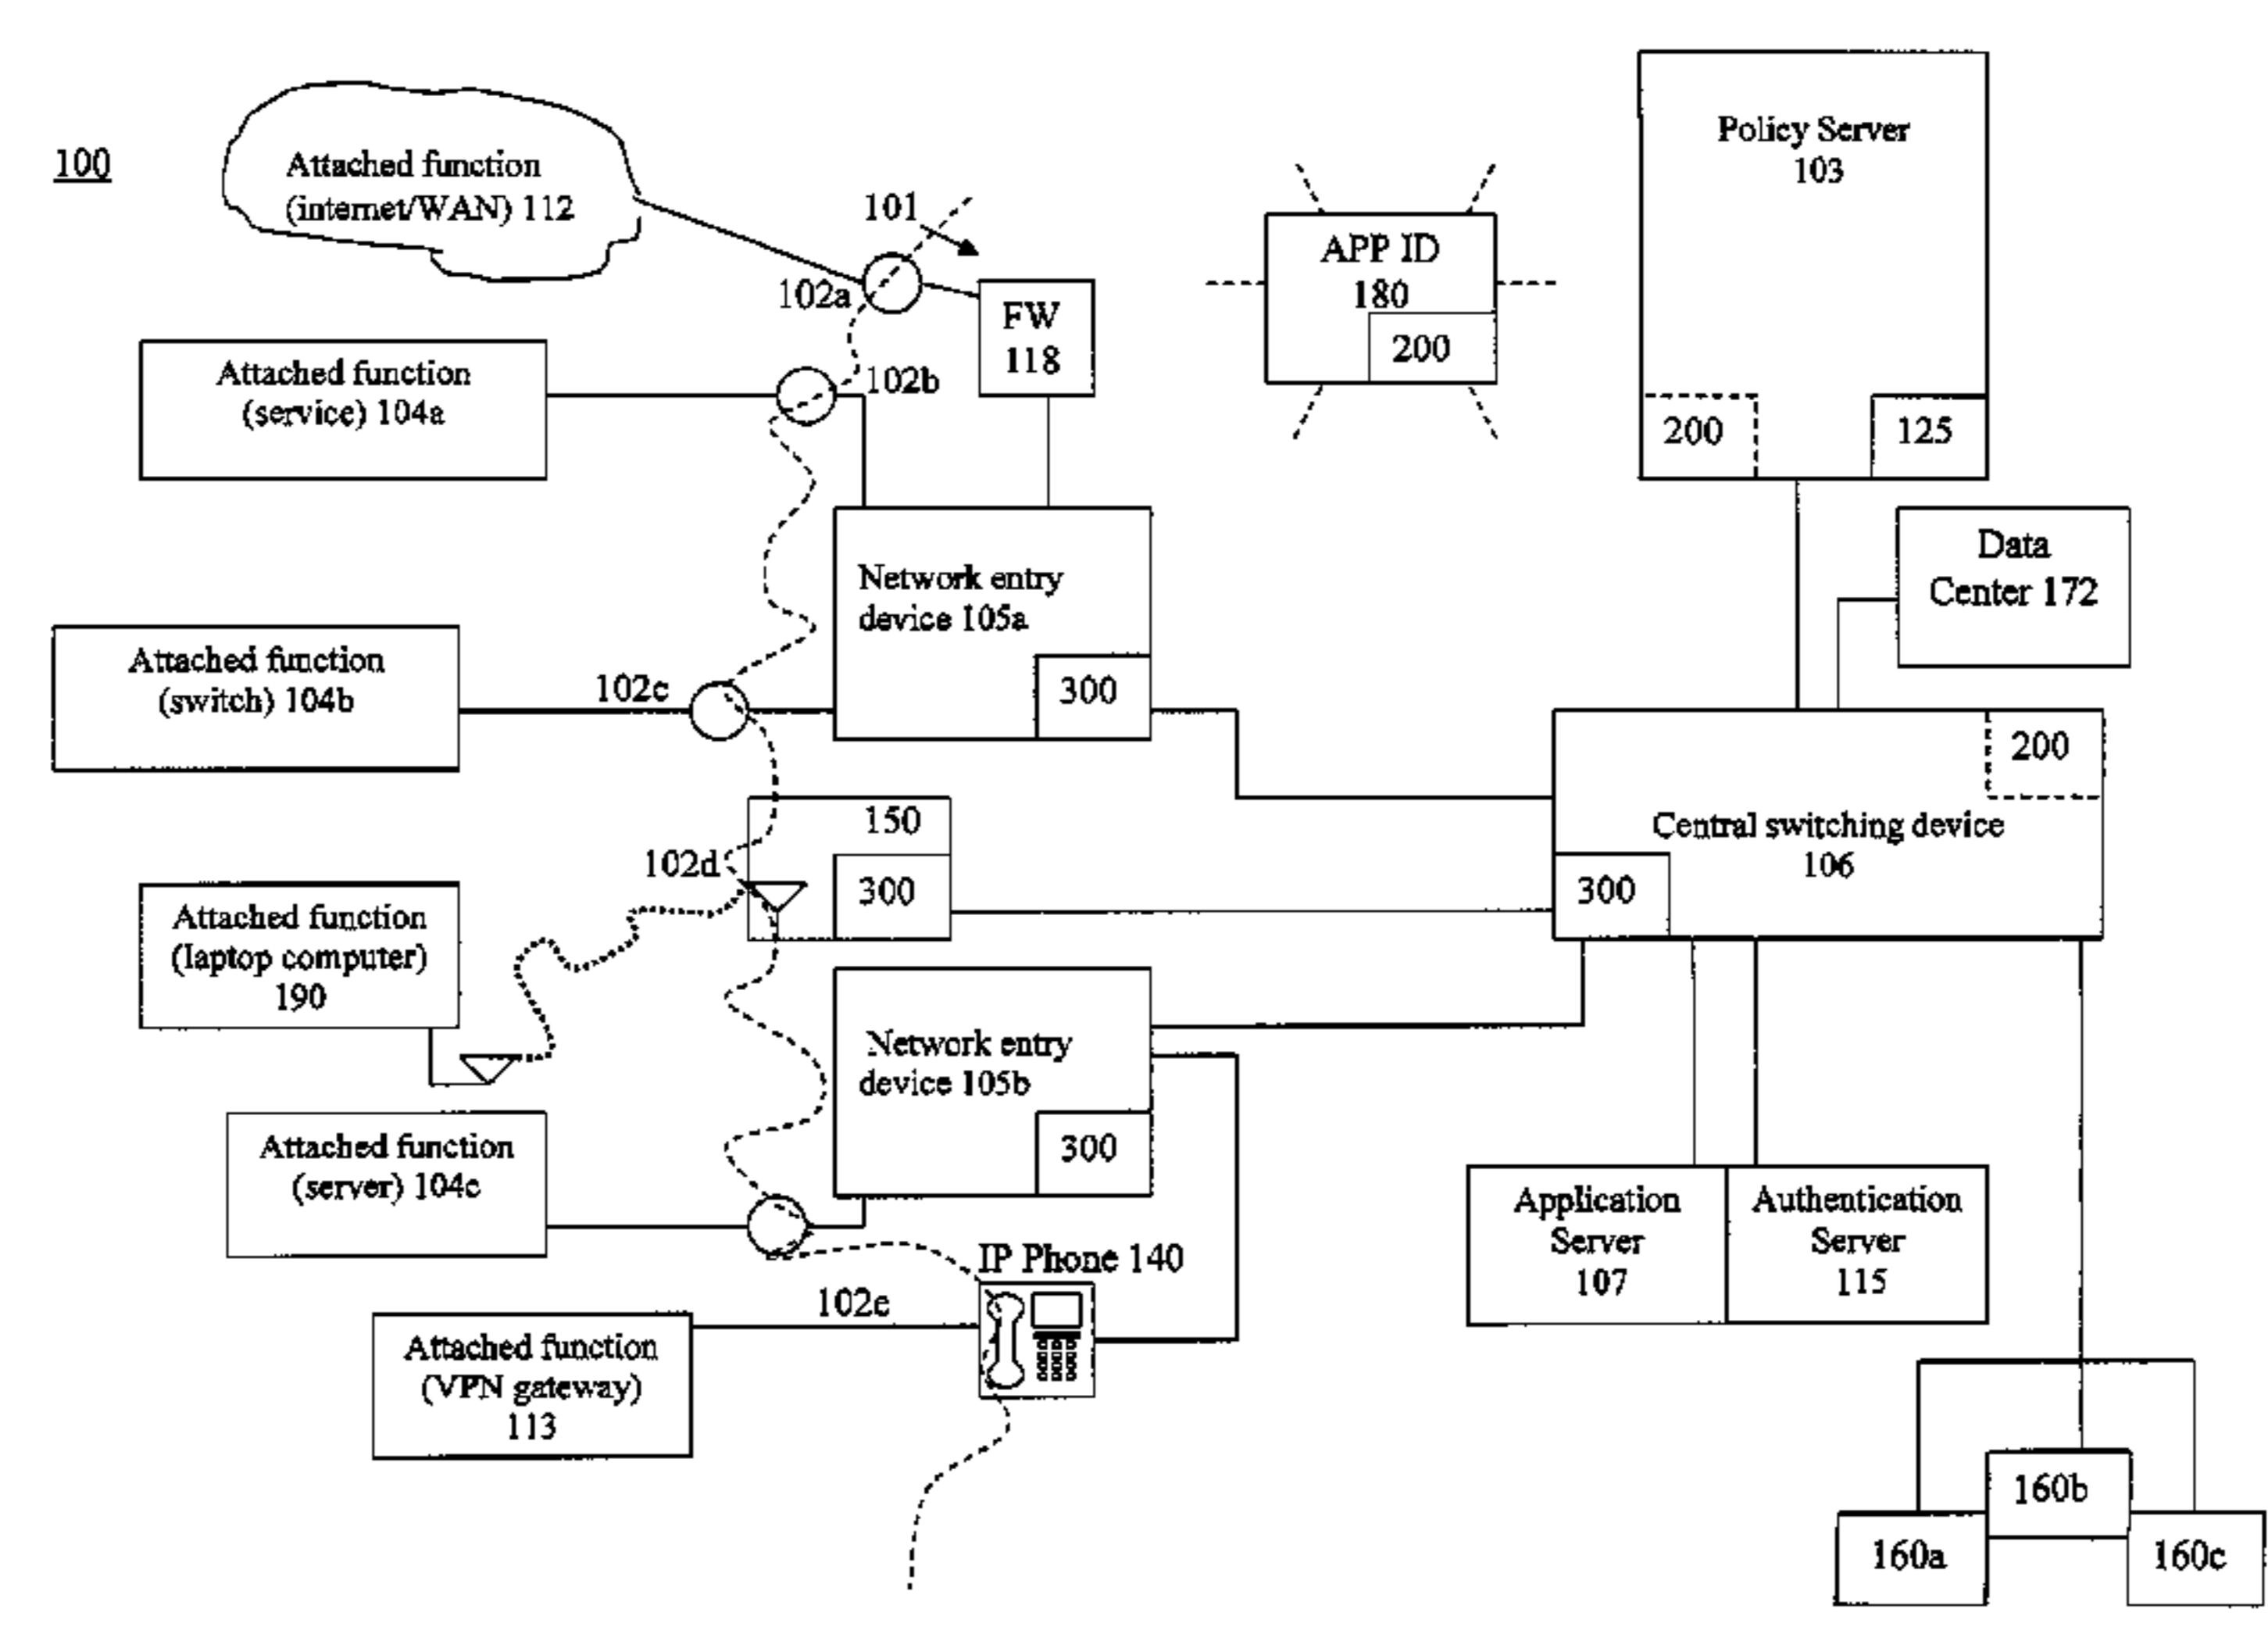 100
Attached function
(internet/WAN) 112
101
102a
FW
118
APP ID
180
200
Policy Server
103
200
125
Attached function
(service) 104a
102b
Data
Center 172
Network entry
device 105a
300
Attached function
(switch) 104b
102c
200
Central switching device
106
300
150
300
102d
Attached function
(laptop computer)
190
Network entry
device 105b
300
Attached function
(server) 104c
IP Phone 140
102e
Attached function
(VPN gateway)
113
Application
Server
107
Authentication
Server
115
160b
160a
160c